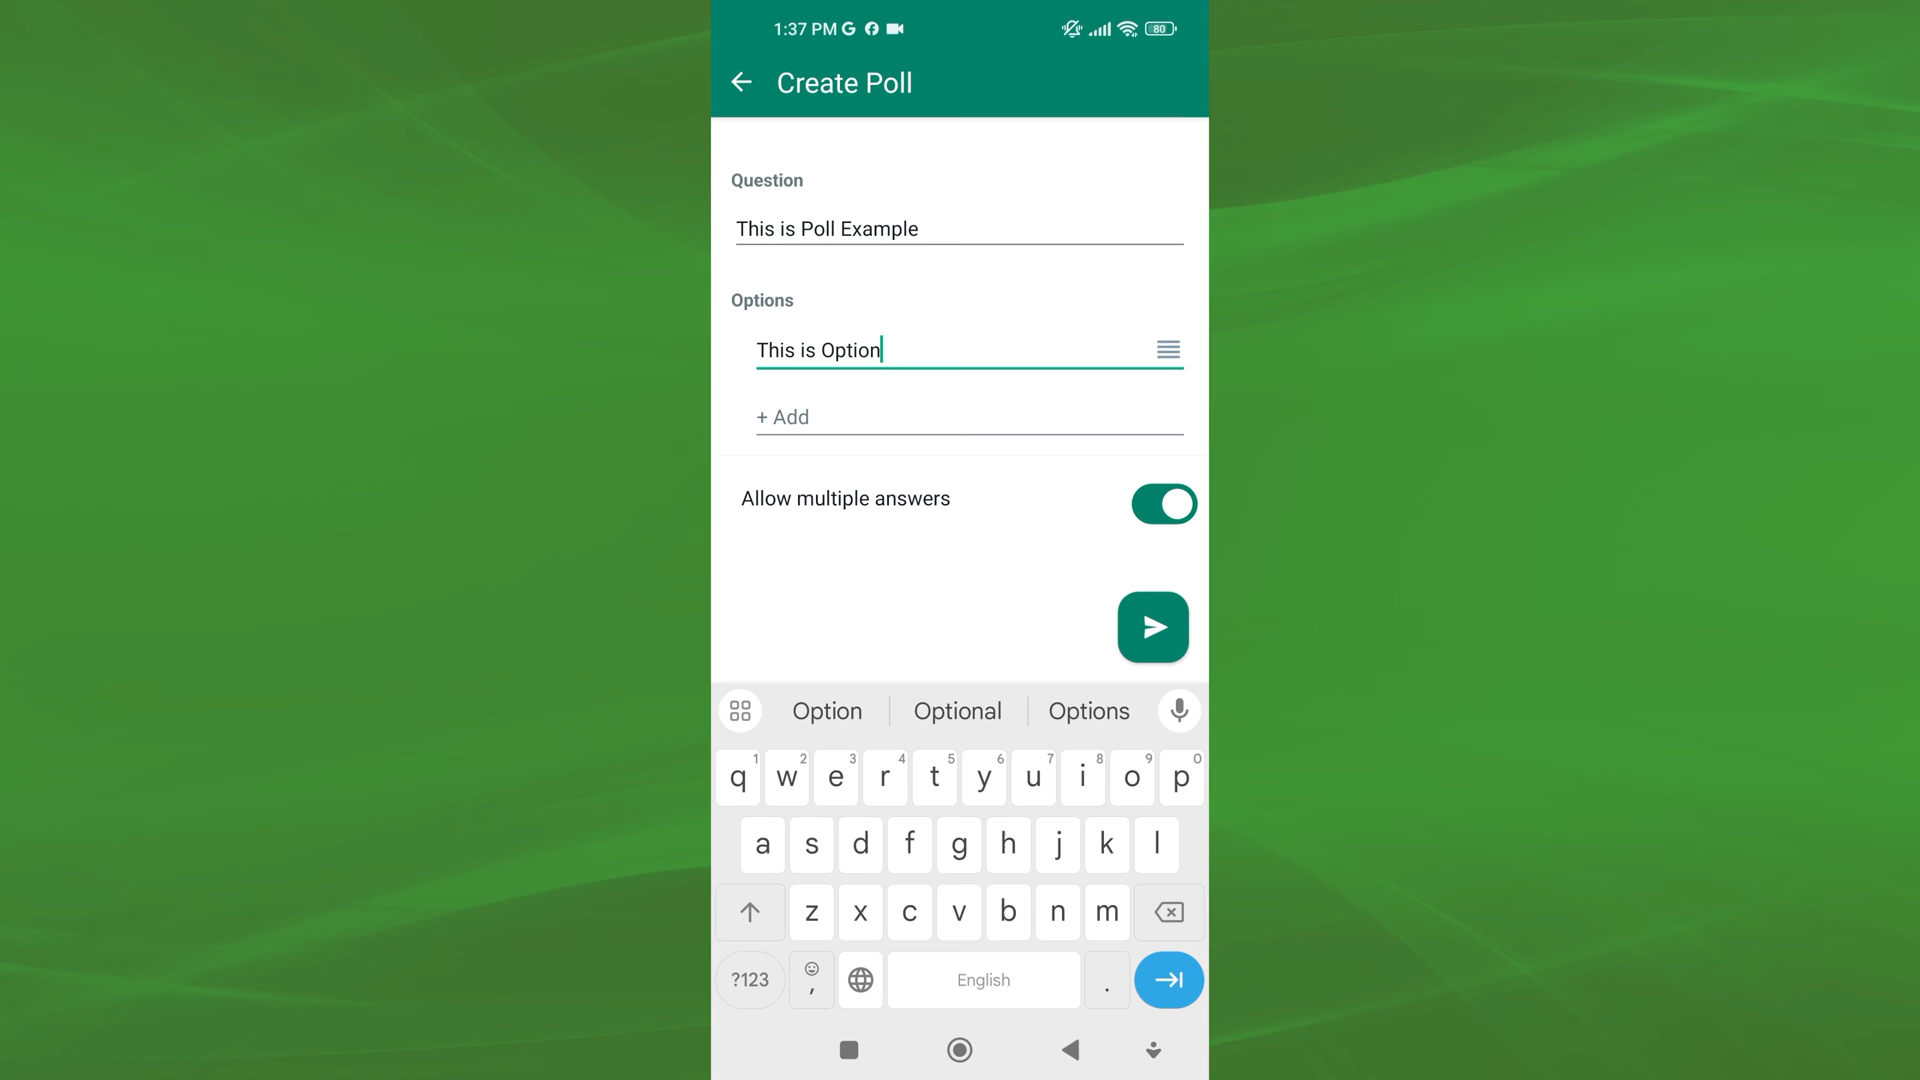 1:37 PM
80
Create Poll
Question
This is Poll Example
Options
This is Option
+ Add
Allow multiple answers
Option Optional Options
1 2 3 4 5 6 7 8 9 0
q w e r t y u i o p
a s d f g h j k l
z x c v b n m
?123 , English .